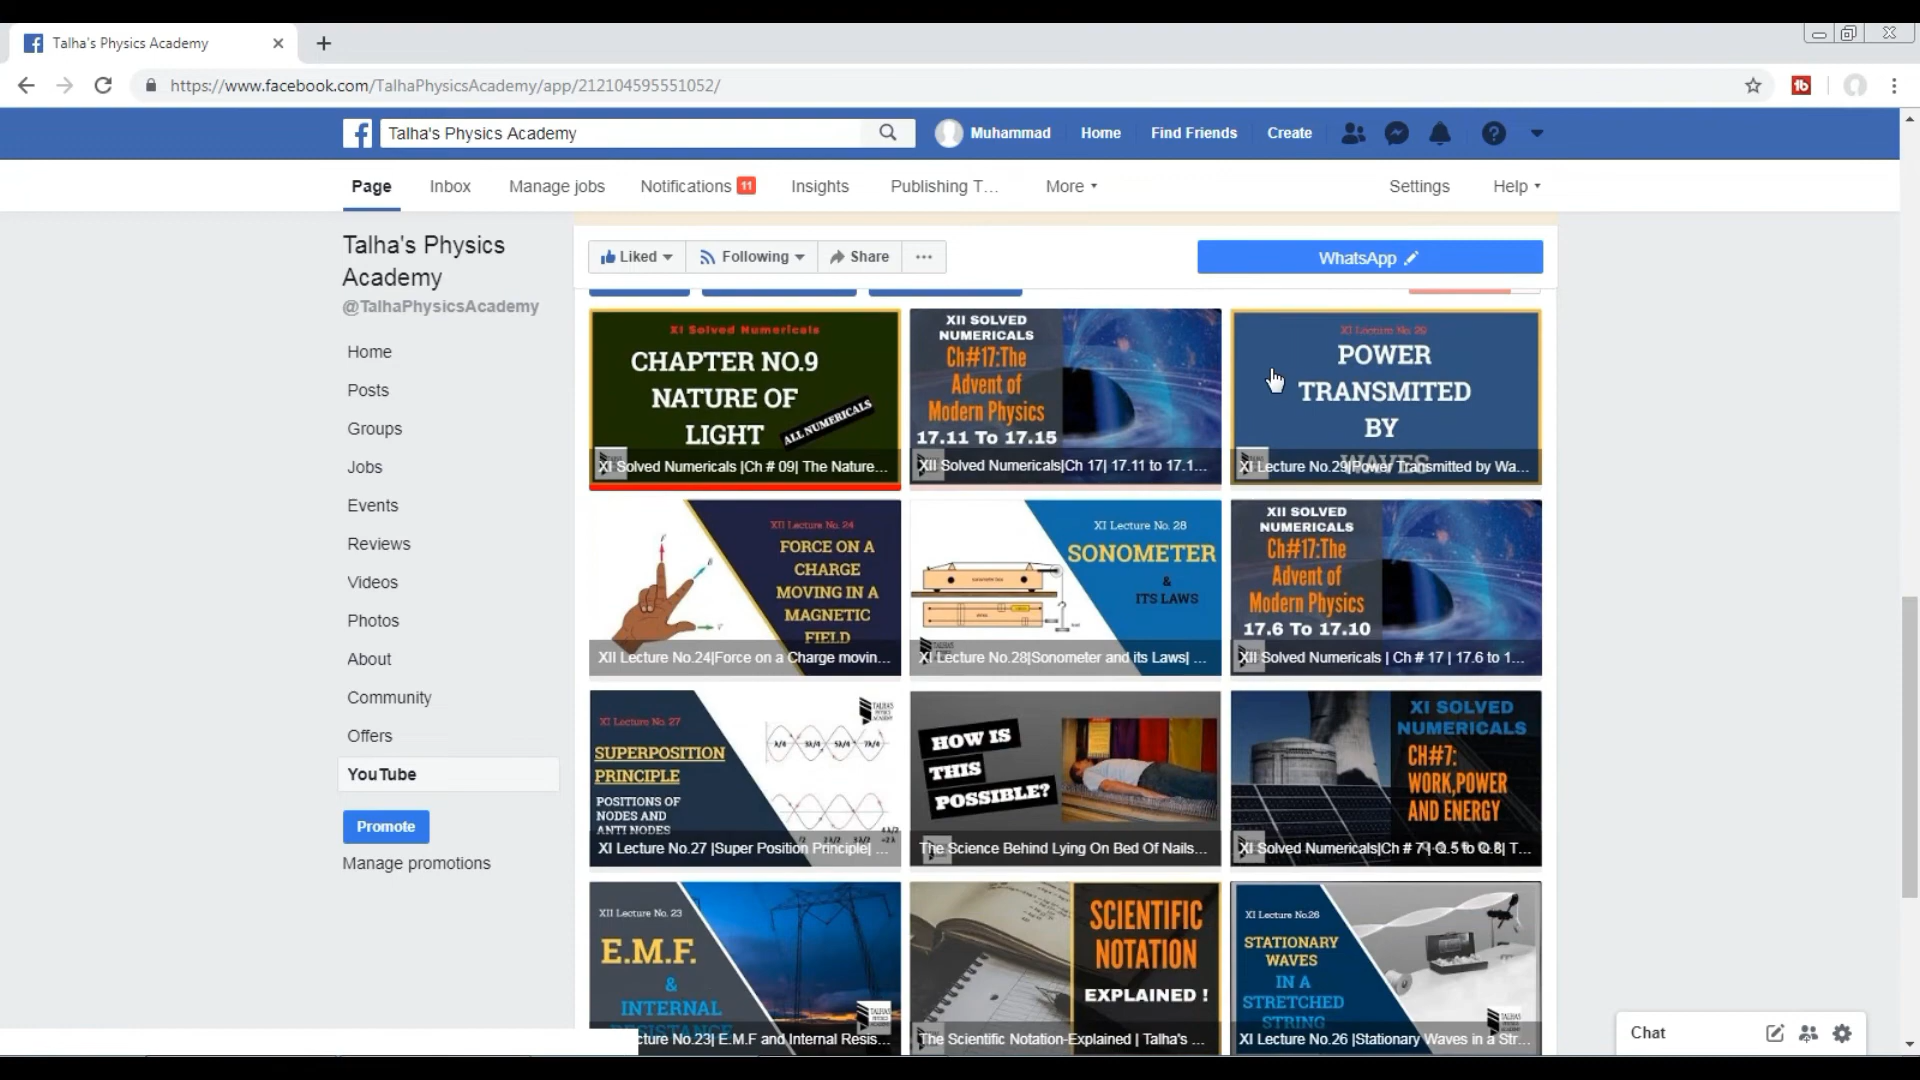 Talha's Physics Academy
https://www.facebook.com/TalhaPhysicsAcademy/app/212104595551052/
Talha's Physics Academy
Muhammad
Home
Find Friends
Create
Page
Inbox
Manage jobs
Notifications 11
Insights
Publishing T...
More
Settings
Help
Talha's Physics
Academy
@TalhaPhysicsAcademy
Home
Posts
Groups
Jobs
Events
Reviews
Videos
Photos
About
Community
Offers
YouTube
Promote
Manage promotions
Liked
Following
Share
WhatsApp
XI Solved Numericals
CHAPTER NO.9
NATURE OF
LIGHT
ALL NUMERICALS
XI Solved Numericals |Ch # 09| The Nature...
XII SOLVED
NUMERICALS
Ch#17:The
Advent of
Modern Physics
17.11 To 17.15
XII Solved Numericals|Ch 17| 17.11 to 17.1...
XI Lecture No. 29
POWER
TRANSMITED
BY
WAVES
XI Lecture No.29|Power Transmitted by Wa...
XII Lecture No. 24
FORCE ON A
CHARGE
MOVING IN A
MAGNETIC
FIELD
XII Lecture No.24|Force on a Charge movin...
XI Lecture No. 28
SONOMETER
&
ITS LAWS
XI Lecture No.28|Sonometer and its Laws| ...
XII SOLVED
NUMERICALS
Ch#17:The
Advent of
Modern Physics
17.6 To 17.10
XII Solved Numericals | Ch # 17 | 17.6 to 1...
XI Lecture No. 27
SUPERPOSITION
PRINCIPLE
POSITIONS OF
NODES AND
ANTI NODES
TALHA'S
PHYSICS
ACADEMY
λ/4 3λ/4 5λ/4 7λ/4
XI Lecture No.27 |Super Position Principle| ...
HOW IS
THIS
POSSIBLE?
The Science Behind Lying On Bed Of Nails...
XI SOLVED
NUMERICALS
CH#7:
WORK,POWER
AND ENERGY
XI Solved Numericals|Ch # 7 | Q.5 to Q.8| T...
XII Lecture No. 23
E.M.F.
&
INTERNAL
RESISTANCE
cture No.23| E.M.F and Internal Resis...
SCIENTIFIC
NOTATION
EXPLAINED !
The Scientific Notation-Explained | Talha's ...
XI Lecture No.26
STATIONARY
WAVES
IN A
STRETCHED
STRING
XI Lecture No.26 |Stationary Waves in a Str...
Chat